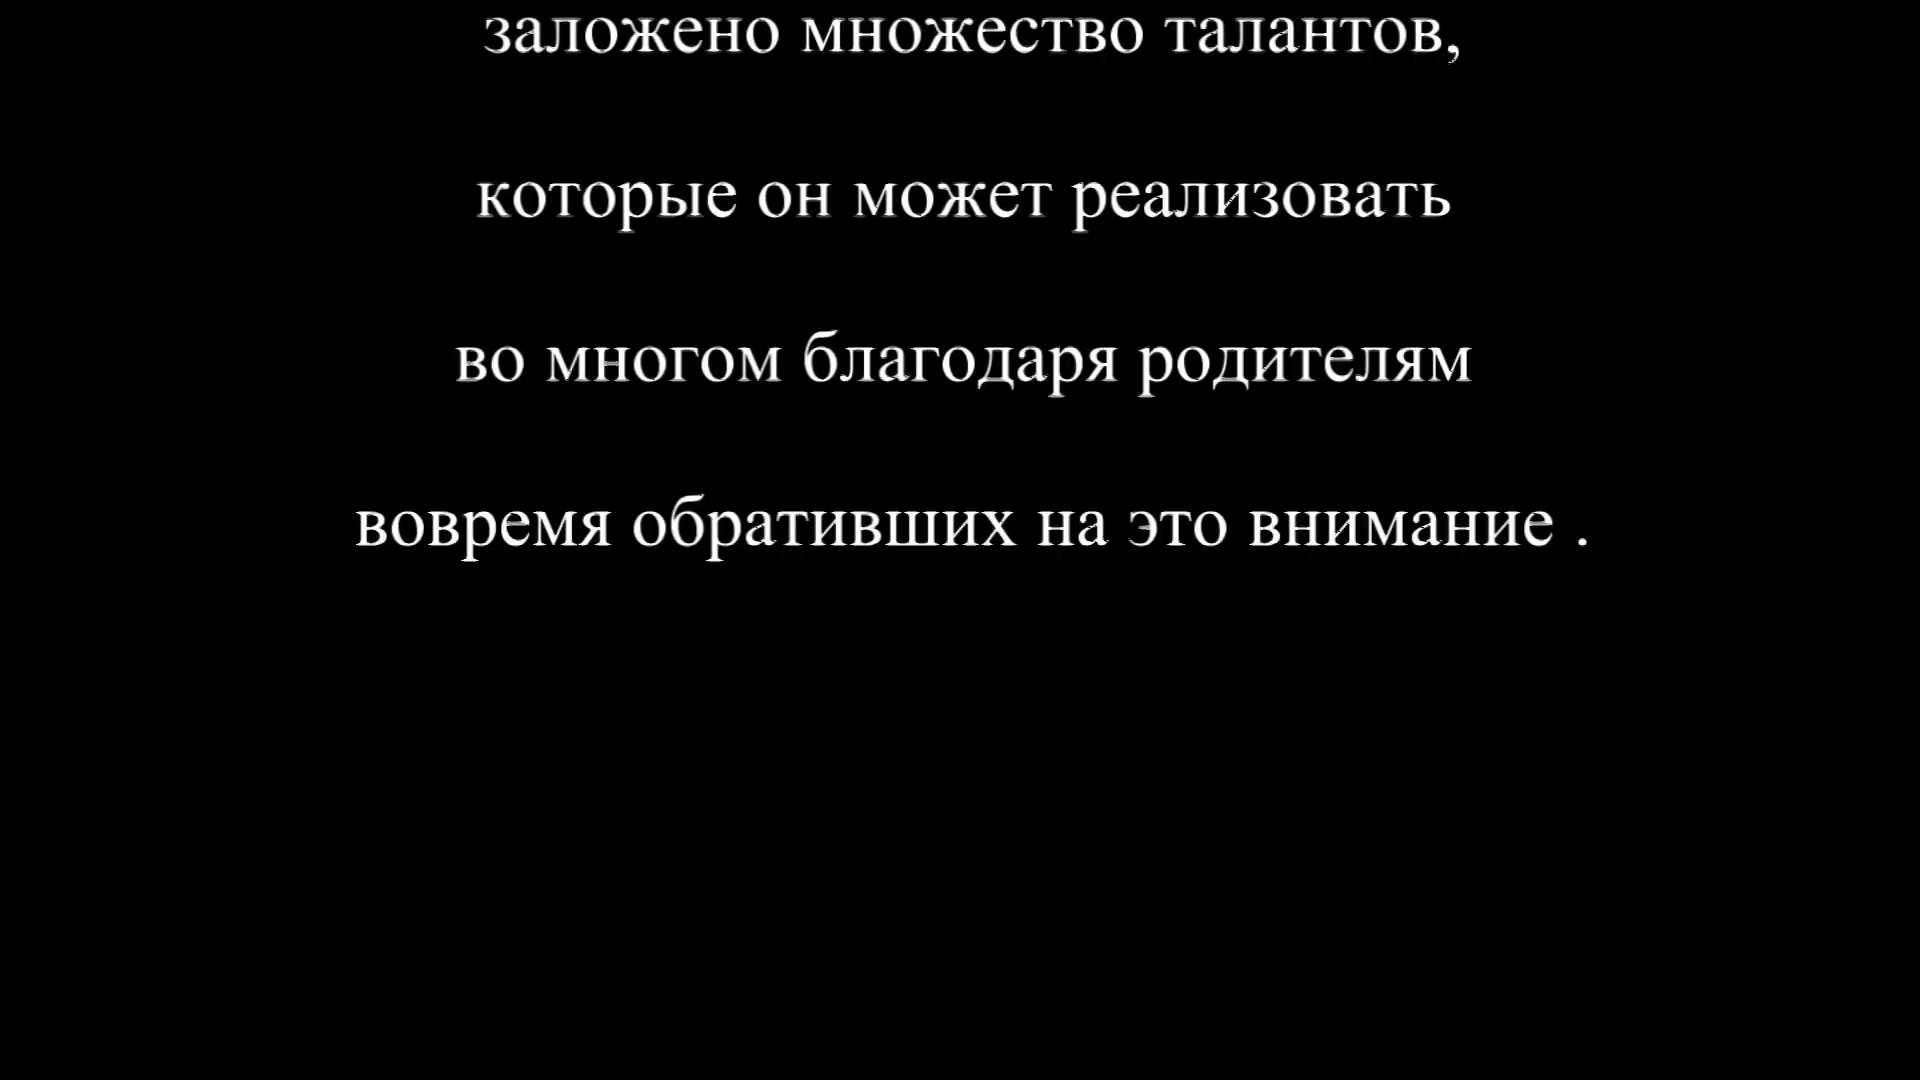 заложено множество талантов,
которые он может реализовать
во многом благодаря родителям
вовремя обративших на это внимание .